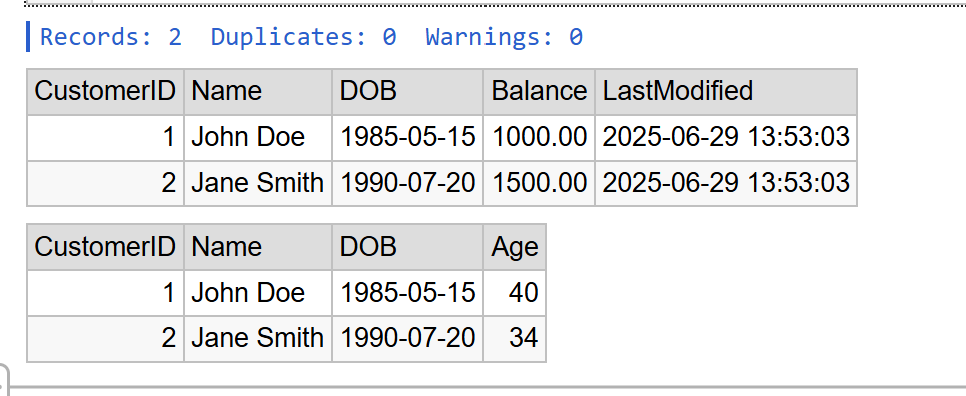 Records: 2  Duplicates: 0  Warnings: 0
CustomerID Name DOB Balance LastModified
1 John Doe 1985-05-15 1000.00 2025-06-29 13:53:03
2 Jane Smith 1990-07-20 1500.00 2025-06-29 13:53:03
CustomerID Name DOB Age
1 John Doe 1985-05-15 40
2 Jane Smith 1990-07-20 34